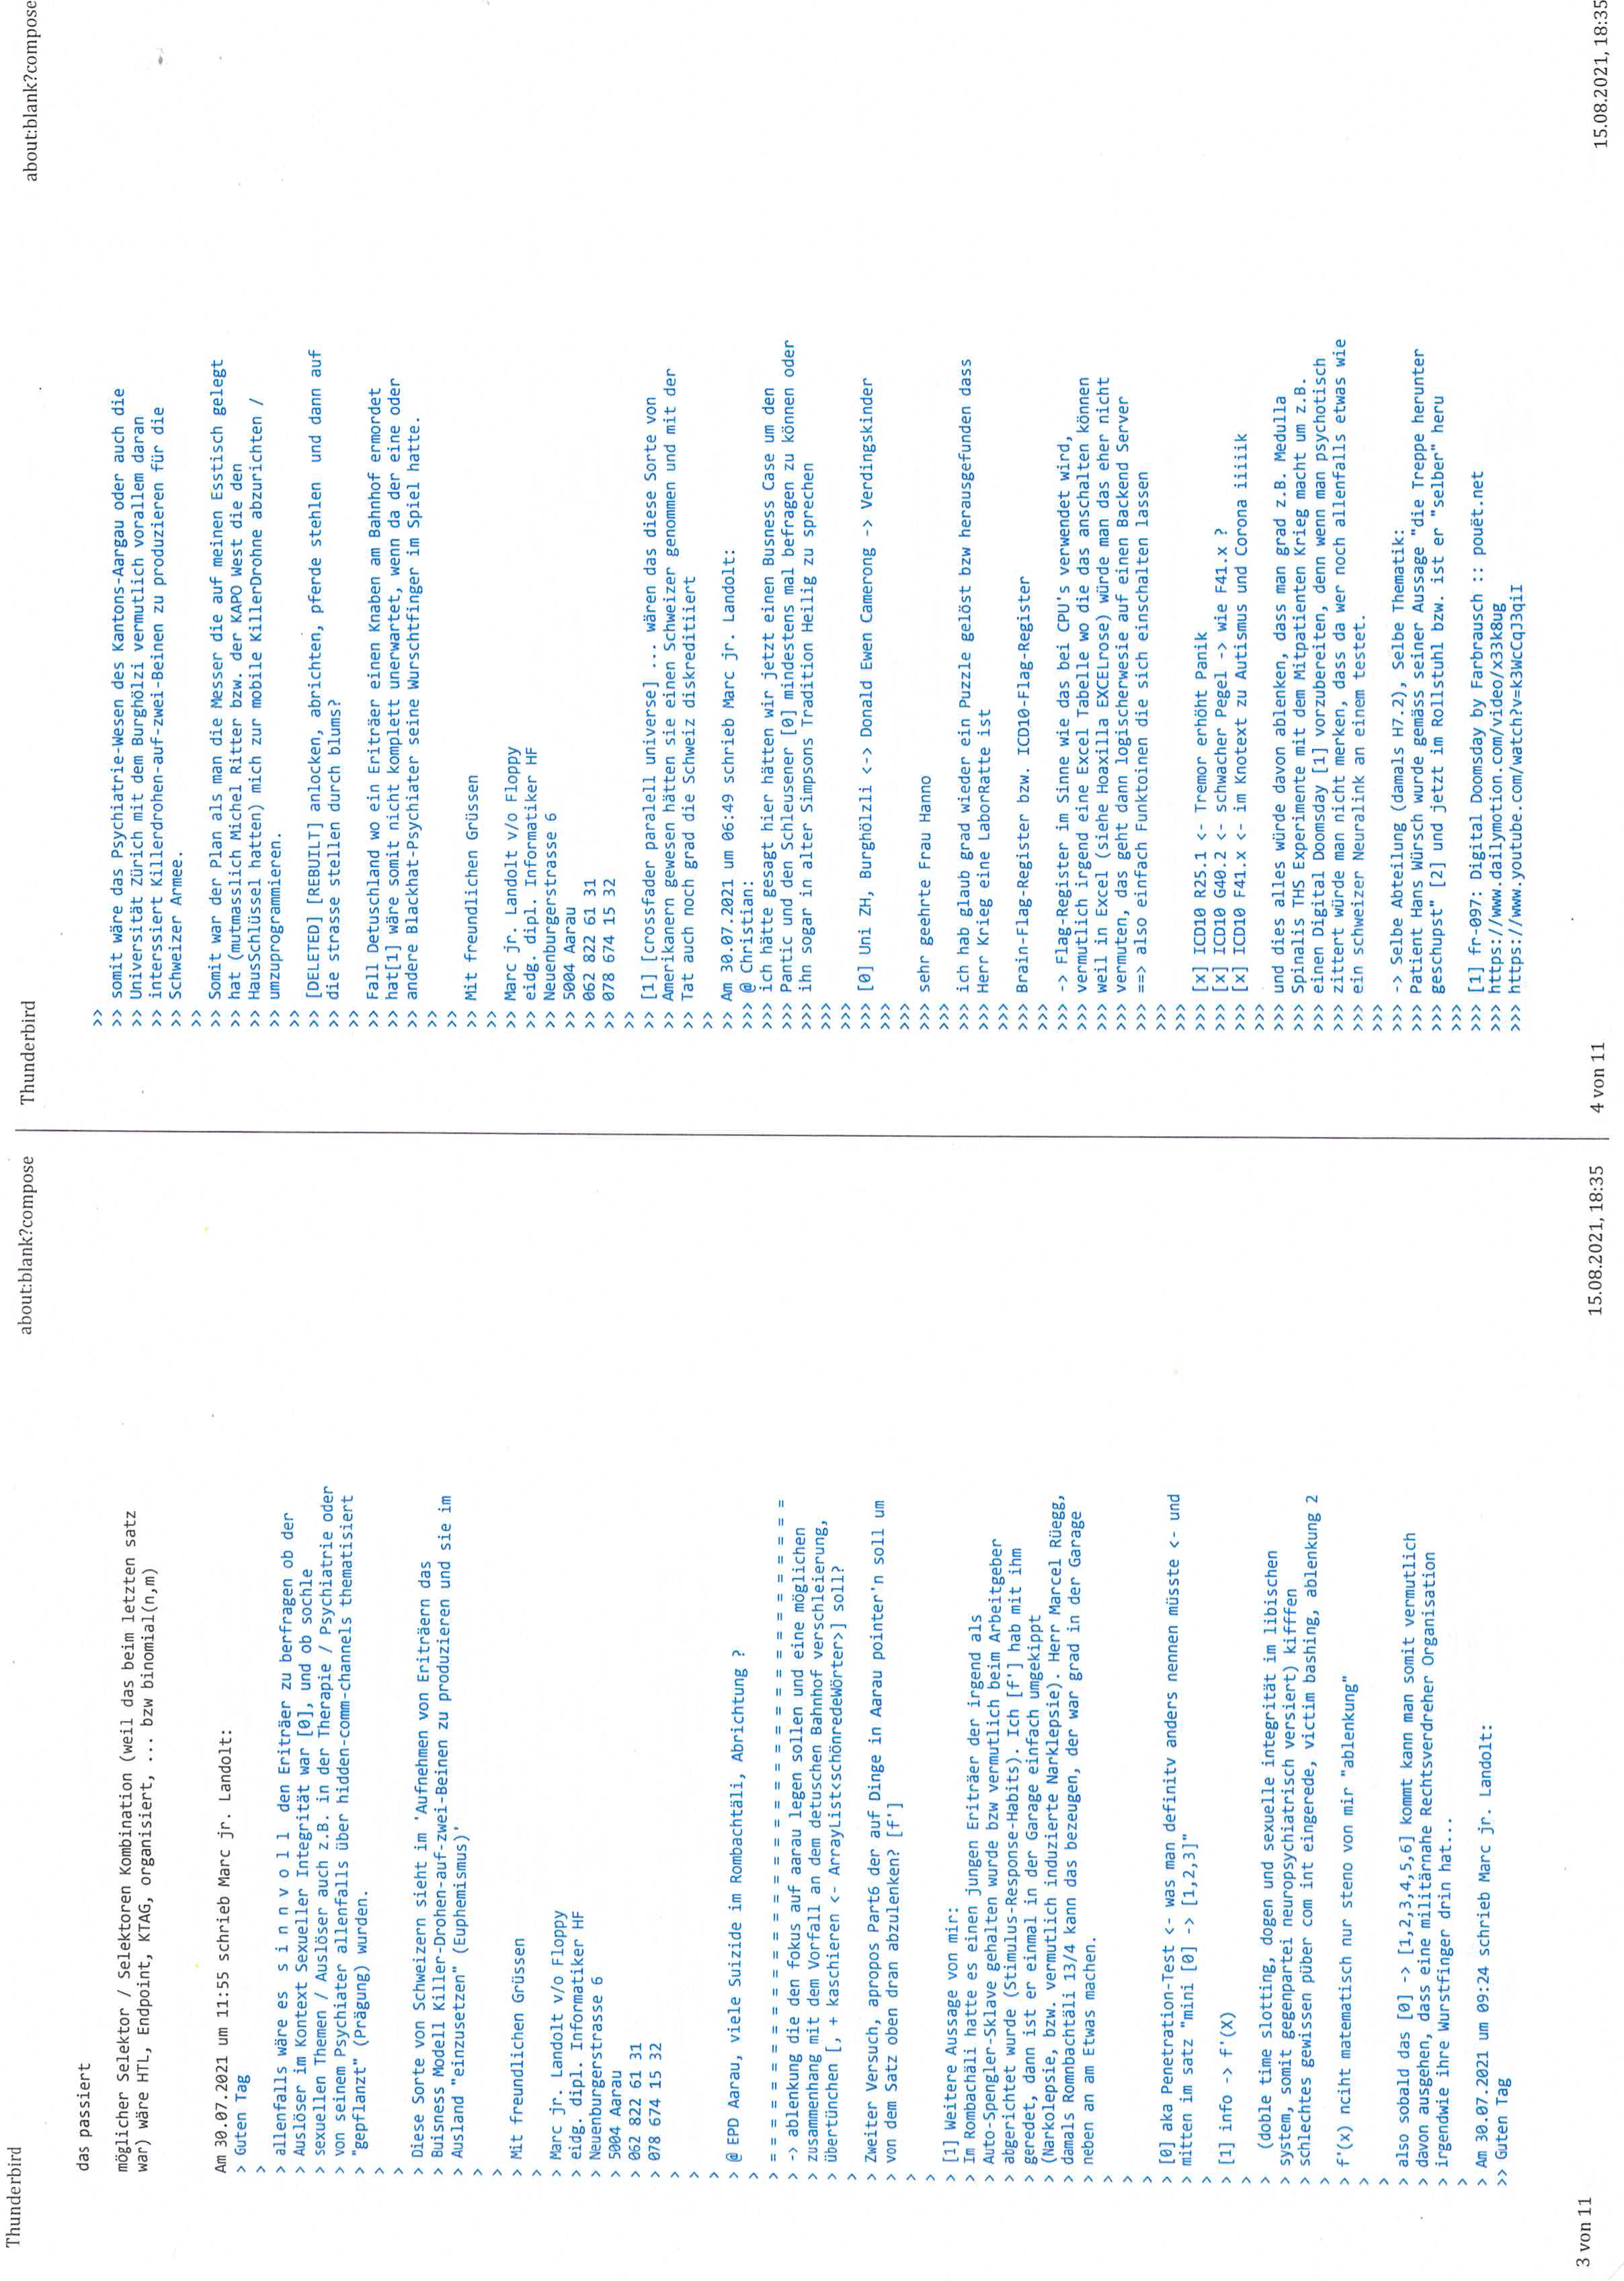 Thunderbird
about:blank?compose
das passiert
möglicher Selektor / Selektoren Kombination (weil das beim letzten satz
war) wäre HTL, Endpoint, KTAG, organisiert, ... bzw binomial(n,m)
Am 30.07.2021 um 11:55 schrieb Marc jr. Landolt:
> Guten Tag
>
> allenfalls wäre es s i n n v o l l  den Eriträer zu berfragen ob der
> Auslöser im Kontext Sexueller Integrität war [0], und ob sochle
> sexuellen Themen / Auslöser auch z.B. in der Therapie / Psychiatrie oder
> von seinem Psychiater allenfalls über hidden-comm-channels thematisiert
> "gepflanzt" (Prägung) wurden.
>
>
> Diese Sorte von Schweizern sieht im 'Aufnehmen von Eriträern das
> Buisness Modell Killer-Drohen-auf-zwei-Beinen zu produzieren und sie im
> Ausland "einzusetzen" (Euphemismus)'
>
>
> Mit freundlichen Grüssen
>
> Marc jr. Landolt v/o Floppy
> eidg. dipl. Informatiker HF
> Neuenburgerstrasse 6
> 5004 Aarau
> 062 822 61 31
> 078 674 15 32
>
>
>
> @ EPD Aarau, viele Suizide im Rombachtäli, Abrichtung ?
>
> = = = = = = = = = = = = = = = = = = = = = = = = = = = = = = = = = = =
> -> ablenkung die den fokus auf aarau legen sollen und eine möglichen
> zusammenhang mit dem Vorfall an dem detuschen Bahnhof verschleierung,
> übertünchen [, + kaschieren <- ArrayList<schönredeWörter>] soll?
>
> Zweiter Versuch, apropos Part6 der auf Dinge in Aarau pointer'n soll um
> von dem Satz oben dran abzulenken? [f']
>
>
> [1] Weitere Aussage von mir:
> Im Rombachäli hatte es einen jungen Eriträer der irgend als
> Auto-Spengler-Sklave gehalten wurde bzw vermutlich beim Arbeitgeber
> abgerichtet wurde (Stimulus-Response-Habits). Ich [f'] hab mit ihm
> geredet, dann ist er einmal in der Garage einfach umgekippt
> (Narkolepsie, bzw. vermutlich induzierte Narklepsie). Herr Marcel Rüegg,
> damals Romnbachtäli 13/4 kann das bezeugen, der war grad in der Garage
> neben an am Etwas machen.
>
>
>
> [0] aka Penetration-Test <- was man definitv anders nennen müsste <- und
> mitten im satz "mini [0] -> [1,2,3]"
>
> [1] info -> f'(X)
>
>  (doble time slotting, dogen und sexuelle integrität im libischen
> system, somit gegenpartei neuropsychiatrisch versiert) kifffen
> schlechtes gewissen püber com int eingerede, victim bashing, ablenkung 2
>
> f'(x) nciht matematisch nur steno von mir "ablenkung"
>
>
> also sobald das [0] -> [1,2,3,4,5,6] kommt kann man somit vermutlich
> davon ausgehen, dass eine militärnahe Rechtsverdreher Organisation
> irgendwie ihre Wurstfinger drin hat...
>
> Am 30.07.2021 um 09:24 schrieb Marc jr. Landolt:
>> Guten Tag
3 von 11
15.08.2021, 18:35
Thunderbird
about:blank?compose
>>
>> somit wäre das Psychiatrie-Wesen des Kantons-Aargau oder auch die
>> Universität Zürich mit dem Burghölzi vermutlich vorallem daran
>> interssiert Killerdrohen-auf-zwei-Beinen zu produzieren für die
>> Schweizer Armee.
>>
>> Somit war der Plan als man die Messer die auf meinen Esstisch gelegt
>> hat (mutmasslich Michel Ritter bzw. der KAPO West die den
>> HausSchlüssel hatten) mich zur mobile KillerDrohne abzurichten /
>> umzuprogrammieren.
>>
>> [DELETED] [REBUILT] anlocken, abrichten, pferde stehlen  und dann auf
>> die strasse stellen durch blums?
>>
>> Fall Detuschland wo ein Eriträer einen Knaben am Bahnhof ermordet
>> hat[1] wäre somit nicht komplett unerwartet, wenn da der eine oder
>> andere Blackhat-Psychiater seine Wurschtfinger im Spiel hatte.
>>
>>
>> Mit freundlichen Grüssen
>>
>> Marc jr. Landolt v/o Floppy
>> eidg. dipl. Informatiker HF
>> Neuenburgerstrasse 6
>> 5004 Aarau
>> 062 822 61 31
>> 078 674 15 32
>>
>> [1] [crossfader paralell universe] ... wären das diese Sorte von
>> Amerikanern gewesen hätten sie einen Schweizer genommen und mit der
>> Tat auch noch grad die Schweiz diskreditiert
>>
>> Am 30.07.2021 um 06:49 schrieb Marc jr. Landolt:
>>> @ Christian:
>>> ich hätte gesagt hier hätten wir jetzt einen Busness Case um den
>>> Pantic und den Schleusener [0] mindestens mal befragen zu können oder
>>> ihn sogar in alter Simpsons Tradition Heilig zu sprechen
>>>
>>>
>>> [0] Uni ZH, Burghölzli <-> Donald Ewen Camerong -> Verdingskinder
>>>
>>>
>>> sehr geehrte Frau Hanno
>>>
>>> ich hab glaub grad wieder ein Puzzle gelöst bzw herausgefunden dass
>>> Herr Krieg eine LaborRatte ist
>>>
>>> Brain-Flag-Register bzw. ICD10-Flag-Register
>>>
>>> -> Flag-Register im Sinne wie das bei CPU's verwendet wird,
>>> vermutlich irgend eine Excel Tabelle wo die das anschalten können
>>> weil in Excel (siehe Hoaxilla EXCELrose) würde man das eher nicht
>>> vermuten, das geht dann logischerwesie auf einen Backend Server
>>> ==> also einfach Funktoinen die sich einschalten lassen
>>>
>>>
>>> [x] ICD10 R25.1 <- Tremor erhöht Panik
>>> [x] ICD10 G40.2 <- schwacher Pegel -> wie F41.x ?
>>> [x] ICD10 F41.x <- im Knotext zu Autismus und Corona iiiiik
>>>
>>> und dies alles würde davon ablenken, dass man grad z.B. Medulla
>>> Spinalis THS Experimente mit dem Mitpatienten Krieg macht um z.B.
>>> einen Digital Doomsday [1] vorzubereiten, denn wenn man psychotisch
>>> zittert würde man nicht merken, dass da wer noch allenfalls etwas wie
>>> ein schweizer Neuralink an einem testet.
>>>
>>> -> Selbe Abteilung (damals H7.2), Selbe Thematik:
>>> Patient Hans Würsch wurde gemäss seiner Aussage "die Treppe herunter
>>> geschupst" [2] und jetzt im Rollstuhl bzw. ist er "selber" heru
>>>
>>> [1] fr-097: Digital Doomsday by Farbrausch :: pouët.net
>>> https://www.dailymotion.com/video/x33k8ug
>>> https://www.youtube.com/watch?v=k3WcCqJ3qiI
4 von 11
15.08.2021, 18:35